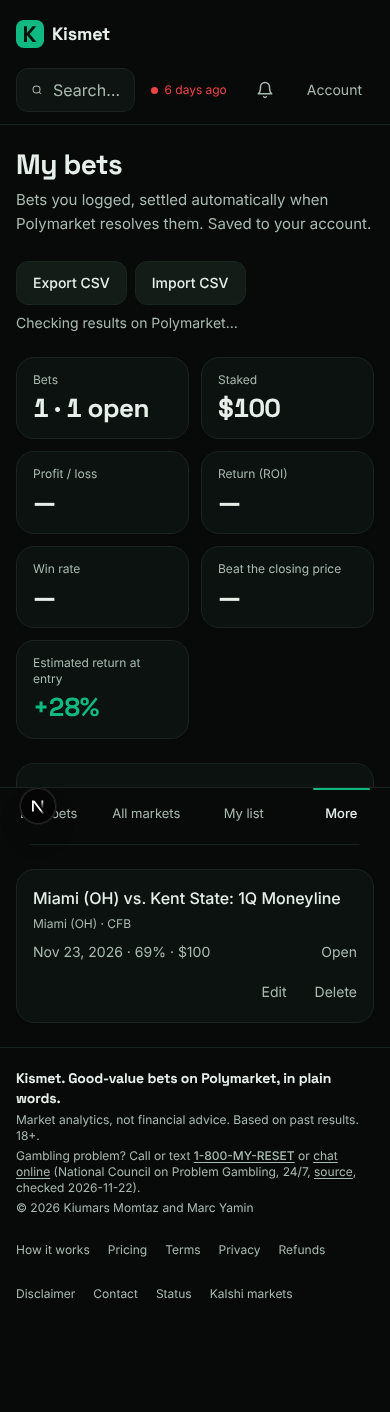 Kismet
Search...
6 days ago
Account
My bets
Bets you logged, settled automatically when
Polymarket resolves them. Saved to your account.
Export CSV
Import CSV
Checking results on Polymarket...
Bets
1 · 1 open
Staked
$100
Profit / loss
—
Return (ROI)
—
Win rate
—
Beat the closing price
—
Estimated return at
entry
+28%
N
bets
All markets
My list
More
Miami (OH) vs. Kent State: 1Q Moneyline
Miami (OH) · CFB
Nov 23, 2026 · 69% · $100
Open
Edit
Delete
Kismet. Good-value bets on Polymarket, in plain
words.
Market analytics, not financial advice. Based on past results.
18+.
Gambling problem? Call or text 1-800-MY-RESET or chat
online (National Council on Problem Gambling, 24/7, source,
checked 2026-11-22).
© 2026 Kiumars Momtaz and Marc Yamin
How it works
Pricing
Terms
Privacy
Refunds
Disclaimer
Contact
Status
Kalshi markets